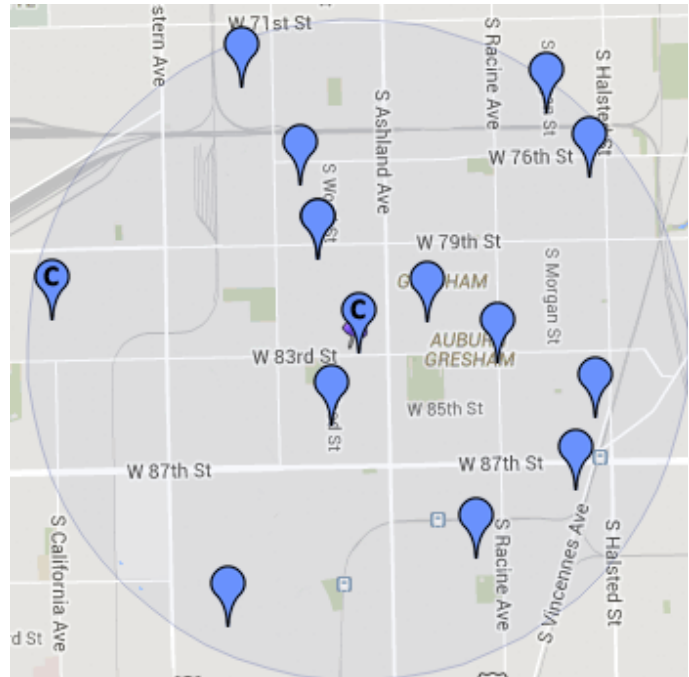 W 71st St
stern Ave
S Racine Ave
S Halsted St
S Ashland Ave
W 76th St
W 79th St
S Morgan St
C
C
AUBURN
GRESHAM
W 83rd St
W 85th St
W 87th St
W 87th St
S California Ave
S Racine Ave
S Vincennes Ave
S Halsted St
rd St